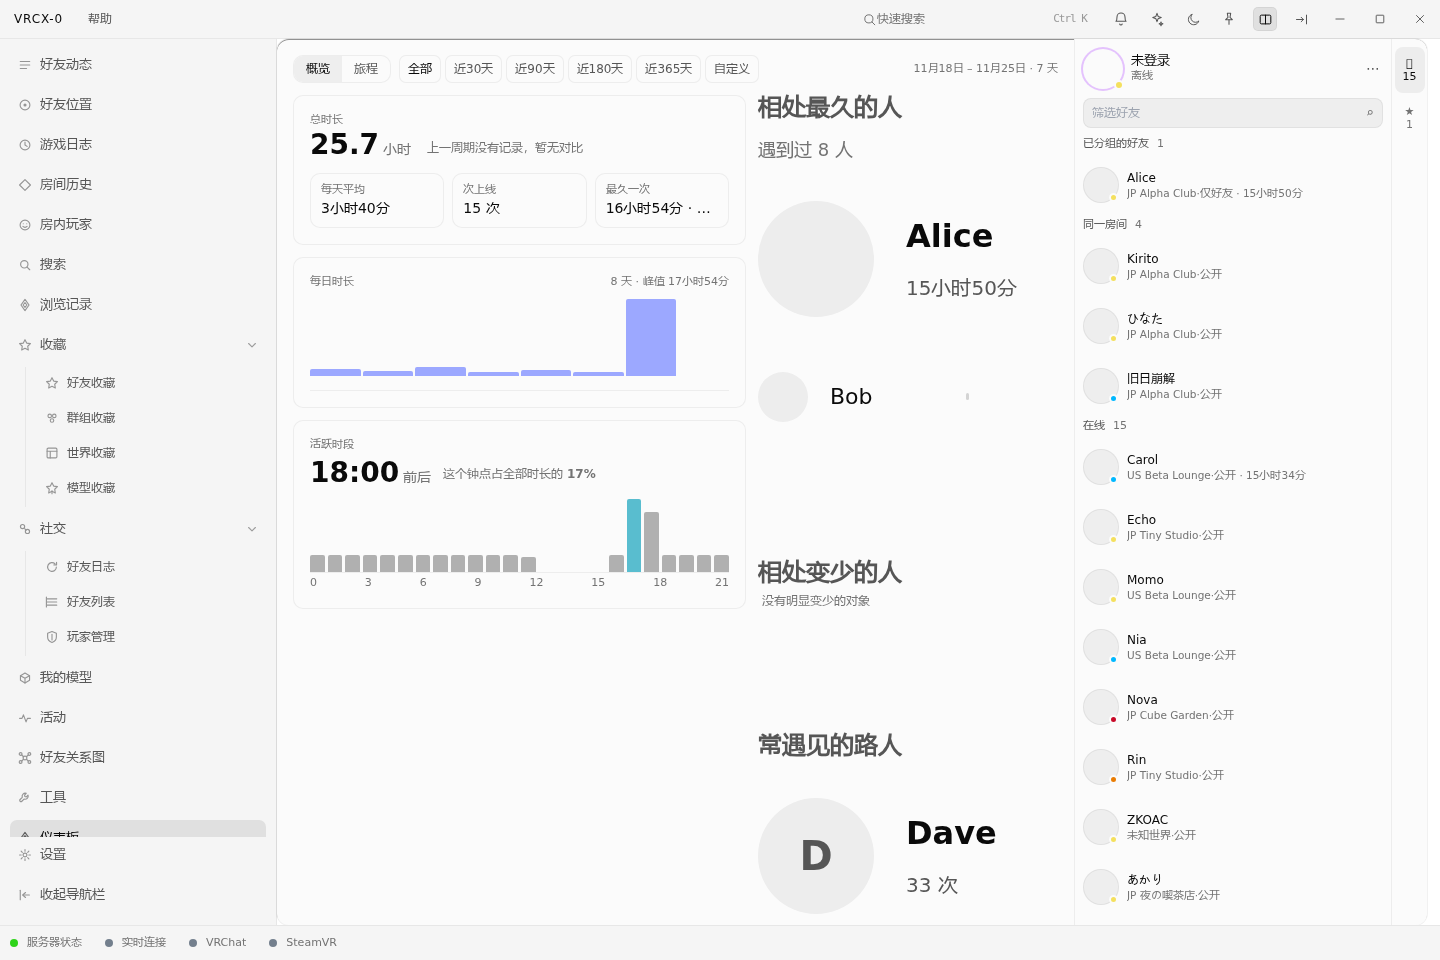 VRCX-0
帮助
快速搜索
Ctrl K
好友动态
好友位置
游戏日志
房间历史
房内玩家
搜索
浏览记录
收藏
好友收藏
群组收藏
世界收藏
模型收藏
社交
好友日志
好友列表
玩家管理
我的模型
活动
好友关系图
工具
仪表板
设置
收起导航栏
概览 旅程 全部 近30天 近90天 近180天 近365天 自定义
11月18日 – 11月25日 · 7 天
总时长
25.7 小时 上一周期没有记录，暂无对比
每天平均
3小时40分
次上线
15 次
最久一次
16小时54分 · ...
每日时长
8 天 · 峰值 17小时54分
活跃时段
18:00 前后 这个钟点占全部时长的 17%
0 3 6 9 12 15 18 21
相处最久的人
遇到过 8 人
Alice
15小时50分
Bob
相处变少的人
没有明显变少的对象
常遇见的路人
D
Dave
33 次
未登录
离线
筛选好友
已分组的好友 1
Alice
JP Alpha Club·仅好友 · 15小时50分
同一房间 4
Kirito
JP Alpha Club·公开
ひなた
JP Alpha Club·公开
旧日崩解
JP Alpha Club·公开
在线 15
Carol
US Beta Lounge·公开 · 15小时34分
Echo
JP Tiny Studio·公开
Momo
US Beta Lounge·公开
Nia
US Beta Lounge·公开
Nova
JP Cube Garden·公开
Rin
JP Tiny Studio·公开
ZKOAC
未知世界·公开
あかり
JP 夜の喫茶店·公开
15
★
1
服务器状态
实时连接
VRChat
SteamVR